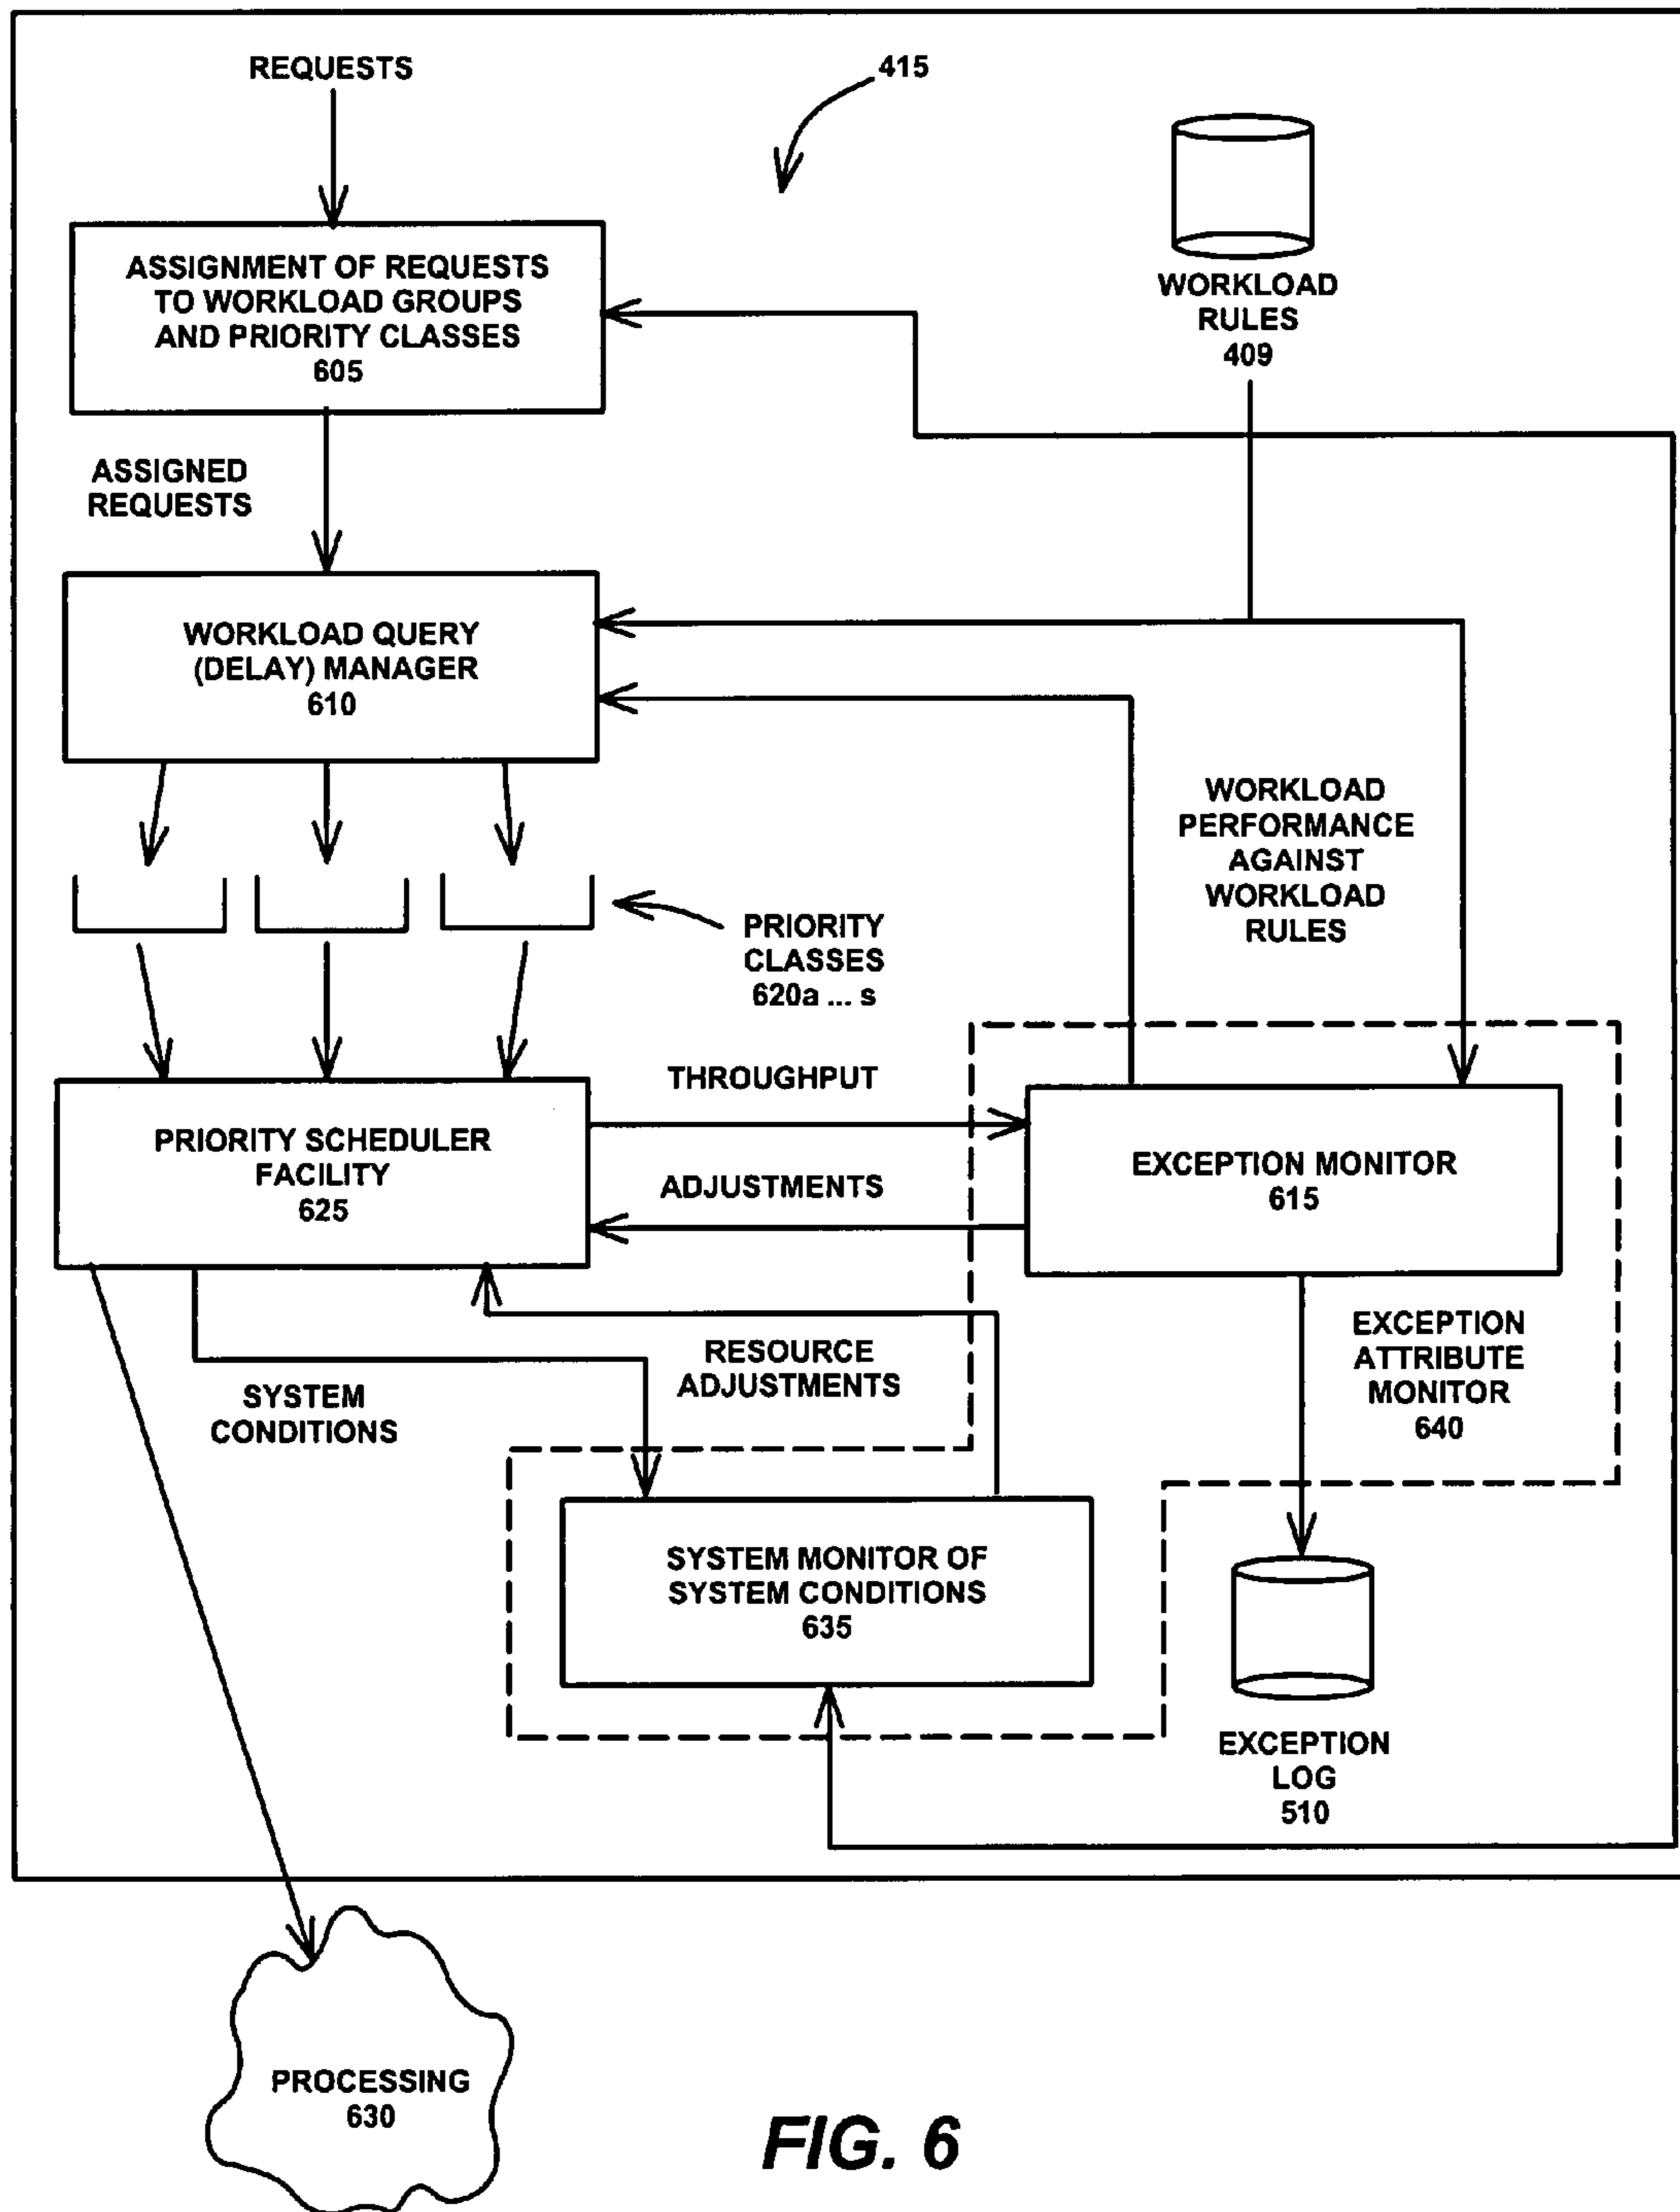 REQUESTS
415
ASSIGNMENT OF REQUESTS
TO WORKLOAD GROUPS
AND PRIORITY CLASSES
605
WORKLOAD
RULES
409
ASSIGNED
REQUESTS
WORKLOAD QUERY
(DELAY) MANAGER
610
WORKLOAD
PERFORMANCE
AGAINST
WORKLOAD
RULES
PRIORITY
CLASSES
620a ... s
THROUGHPUT
PRIORITY SCHEDULER
FACILITY
625
ADJUSTMENTS
EXCEPTION MONITOR
615
EXCEPTION
ATTRIBUTE
MONITOR
640
RESOURCE
ADJUSTMENTS
SYSTEM
CONDITIONS
SYSTEM MONITOR OF
SYSTEM CONDITIONS
635
EXCEPTION
LOG
510
PROCESSING
630
FIG. 6